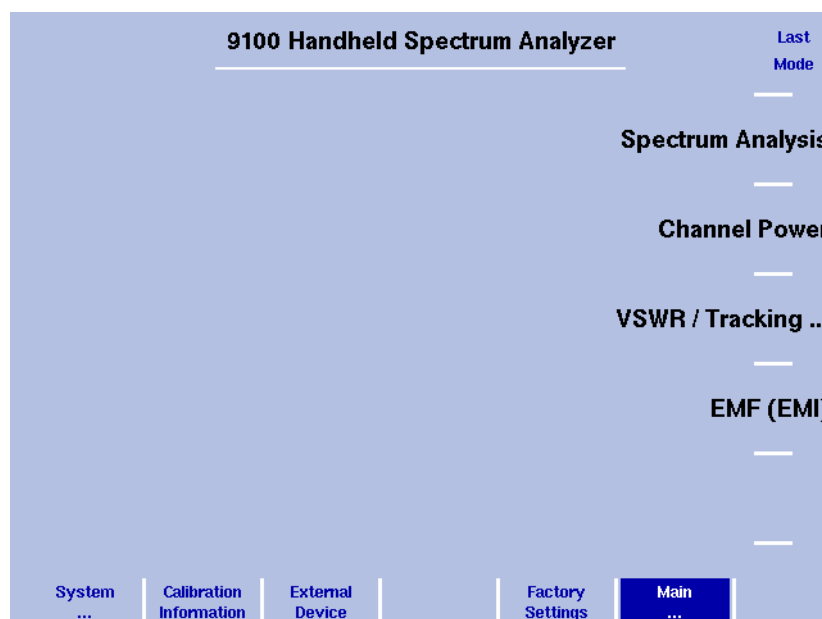 9100 Handheld Spectrum Analyzer
Last
Mode
Spectrum Analysis
Channel Power
VSWR / Tracking ..
EMF (EMI)
System
...
Calibration
Information
External
Device
Factory
Settings
Main
...